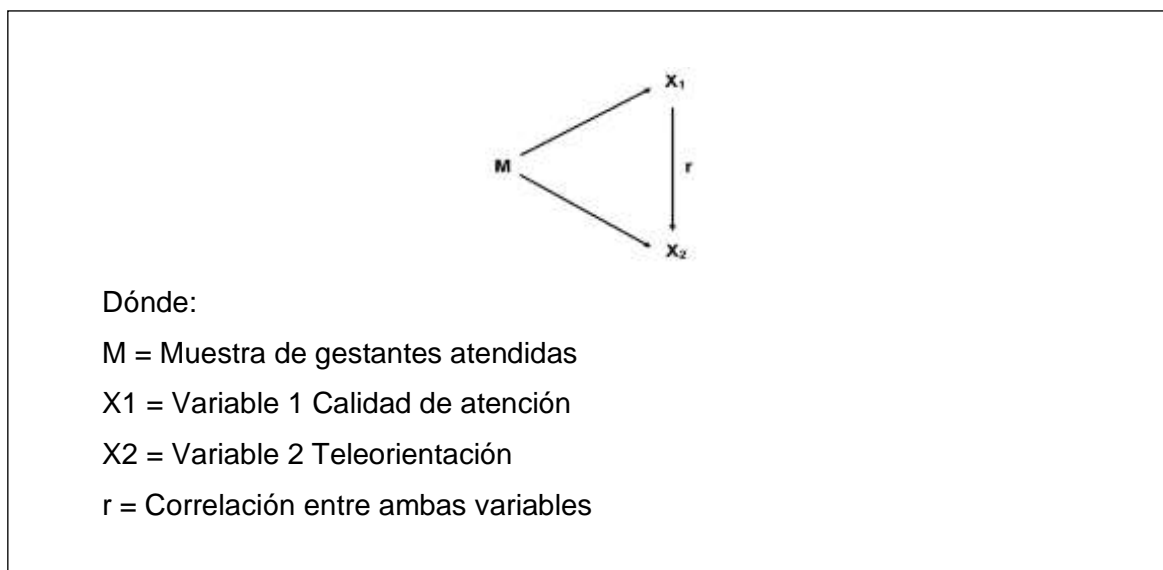 X₁
M
r
X₂
Dónde:
M = Muestra de gestantes atendidas
X1 = Variable 1 Calidad de atención
X2 = Variable 2 Teleorientación
r = Correlación entre ambas variables